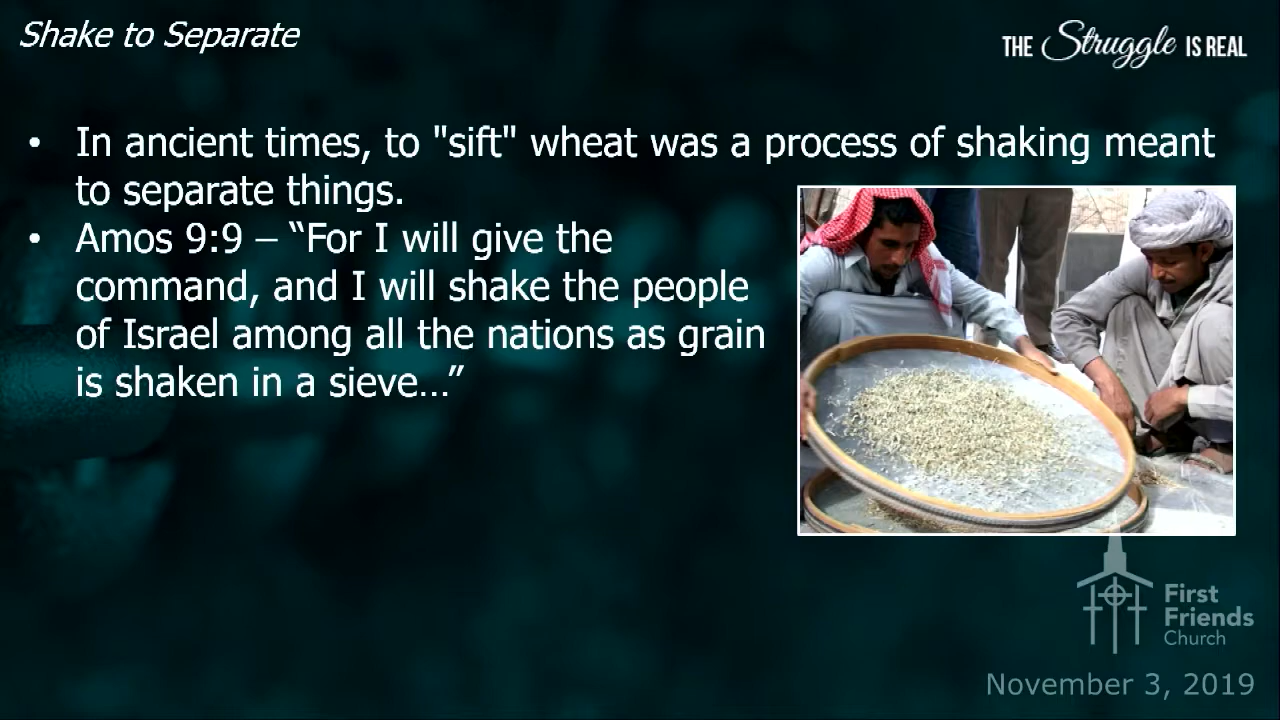 Shake to Separate
THE Struggle IS REAL
• In ancient times, to "sift" wheat was a process of shaking meant
to separate things.
• Amos 9:9 – “For I will give the
command, and I will shake the people
of Israel among all the nations as grain
is shaken in a sieve…”
First
Friends
Church
November 3, 2019